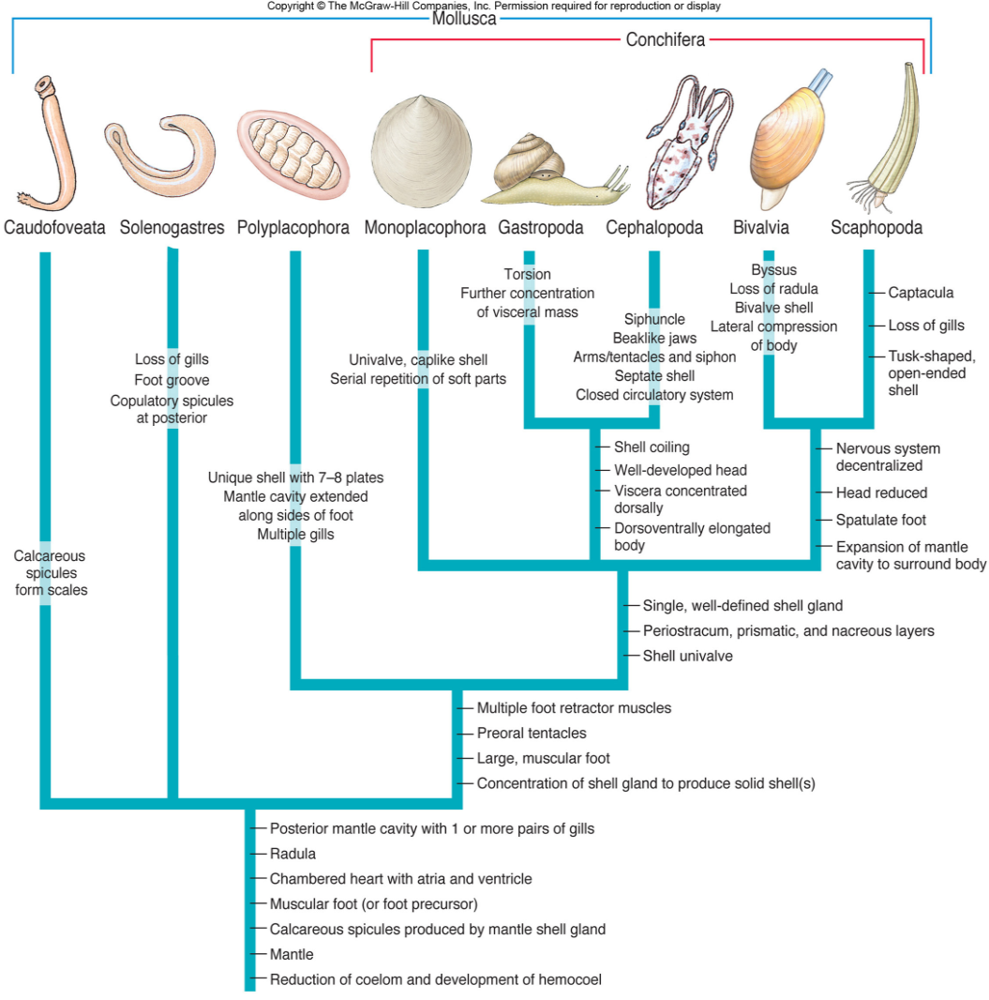 Copyright © The McGraw-Hill Companies, Inc. Permission required for reproduction or display
Mollusca
Conchifera
Caudofoveata
Solenogastres
Polyplacophora
Monoplacophora
Gastropoda
Cephalopoda
Bivalvia
Scaphopoda
Calcareous
spicules
form scales
Loss of gills
Foot groove
Copulatory spicules
at posterior
Unique shell with 7–8 plates
Mantle cavity extended
along sides of foot
Multiple gills
Univalve, caplike shell
Serial repetition of soft parts
Torsion
Further concentration
of visceral mass
Siphuncle
Beaklike jaws
Arms/tentacles and siphon
Septate shell
Closed circulatory system
Byssus
Loss of radula
Bivalve shell
Lateral compression
of body
Captacula
Loss of gills
Tusk-shaped,
open-ended
shell
Shell coiling
Well-developed head
Viscera concentrated
dorsally
Dorsoventrally elongated
body
Nervous system
decentralized
Head reduced
Spatulate foot
Expansion of mantle
cavity to surround body
Single, well-defined shell gland
Periostracum, prismatic, and nacreous layers
Shell univalve
Multiple foot retractor muscles
Preoral tentacles
Large, muscular foot
Concentration of shell gland to produce solid shell(s)
Posterior mantle cavity with 1 or more pairs of gills
Radula
Chambered heart with atria and ventricle
Muscular foot (or foot precursor)
Calcareous spicules produced by mantle shell gland
Mantle
Reduction of coelom and development of hemocoel